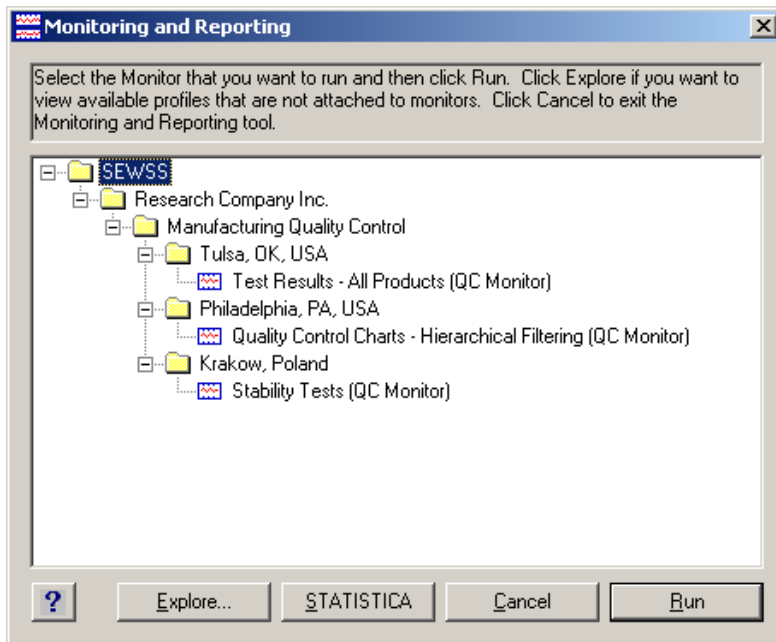 Monitoring and Reporting
Select the Monitor that you want to run and then click Run. Click Explore if you want to
view available profiles that are not attached to monitors. Click Cancel to exit the
Monitoring and Reporting tool.
SEWSS
Research Company Inc.
Manufacturing Quality Control
Tulsa, OK, USA
Test Results - All Products (QC Monitor)
Philadelphia, PA, USA
Quality Control Charts - Hierarchical Filtering (QC Monitor)
Krakow, Poland
Stability Tests (QC Monitor)
? Explore... STATISTICA Cancel Run